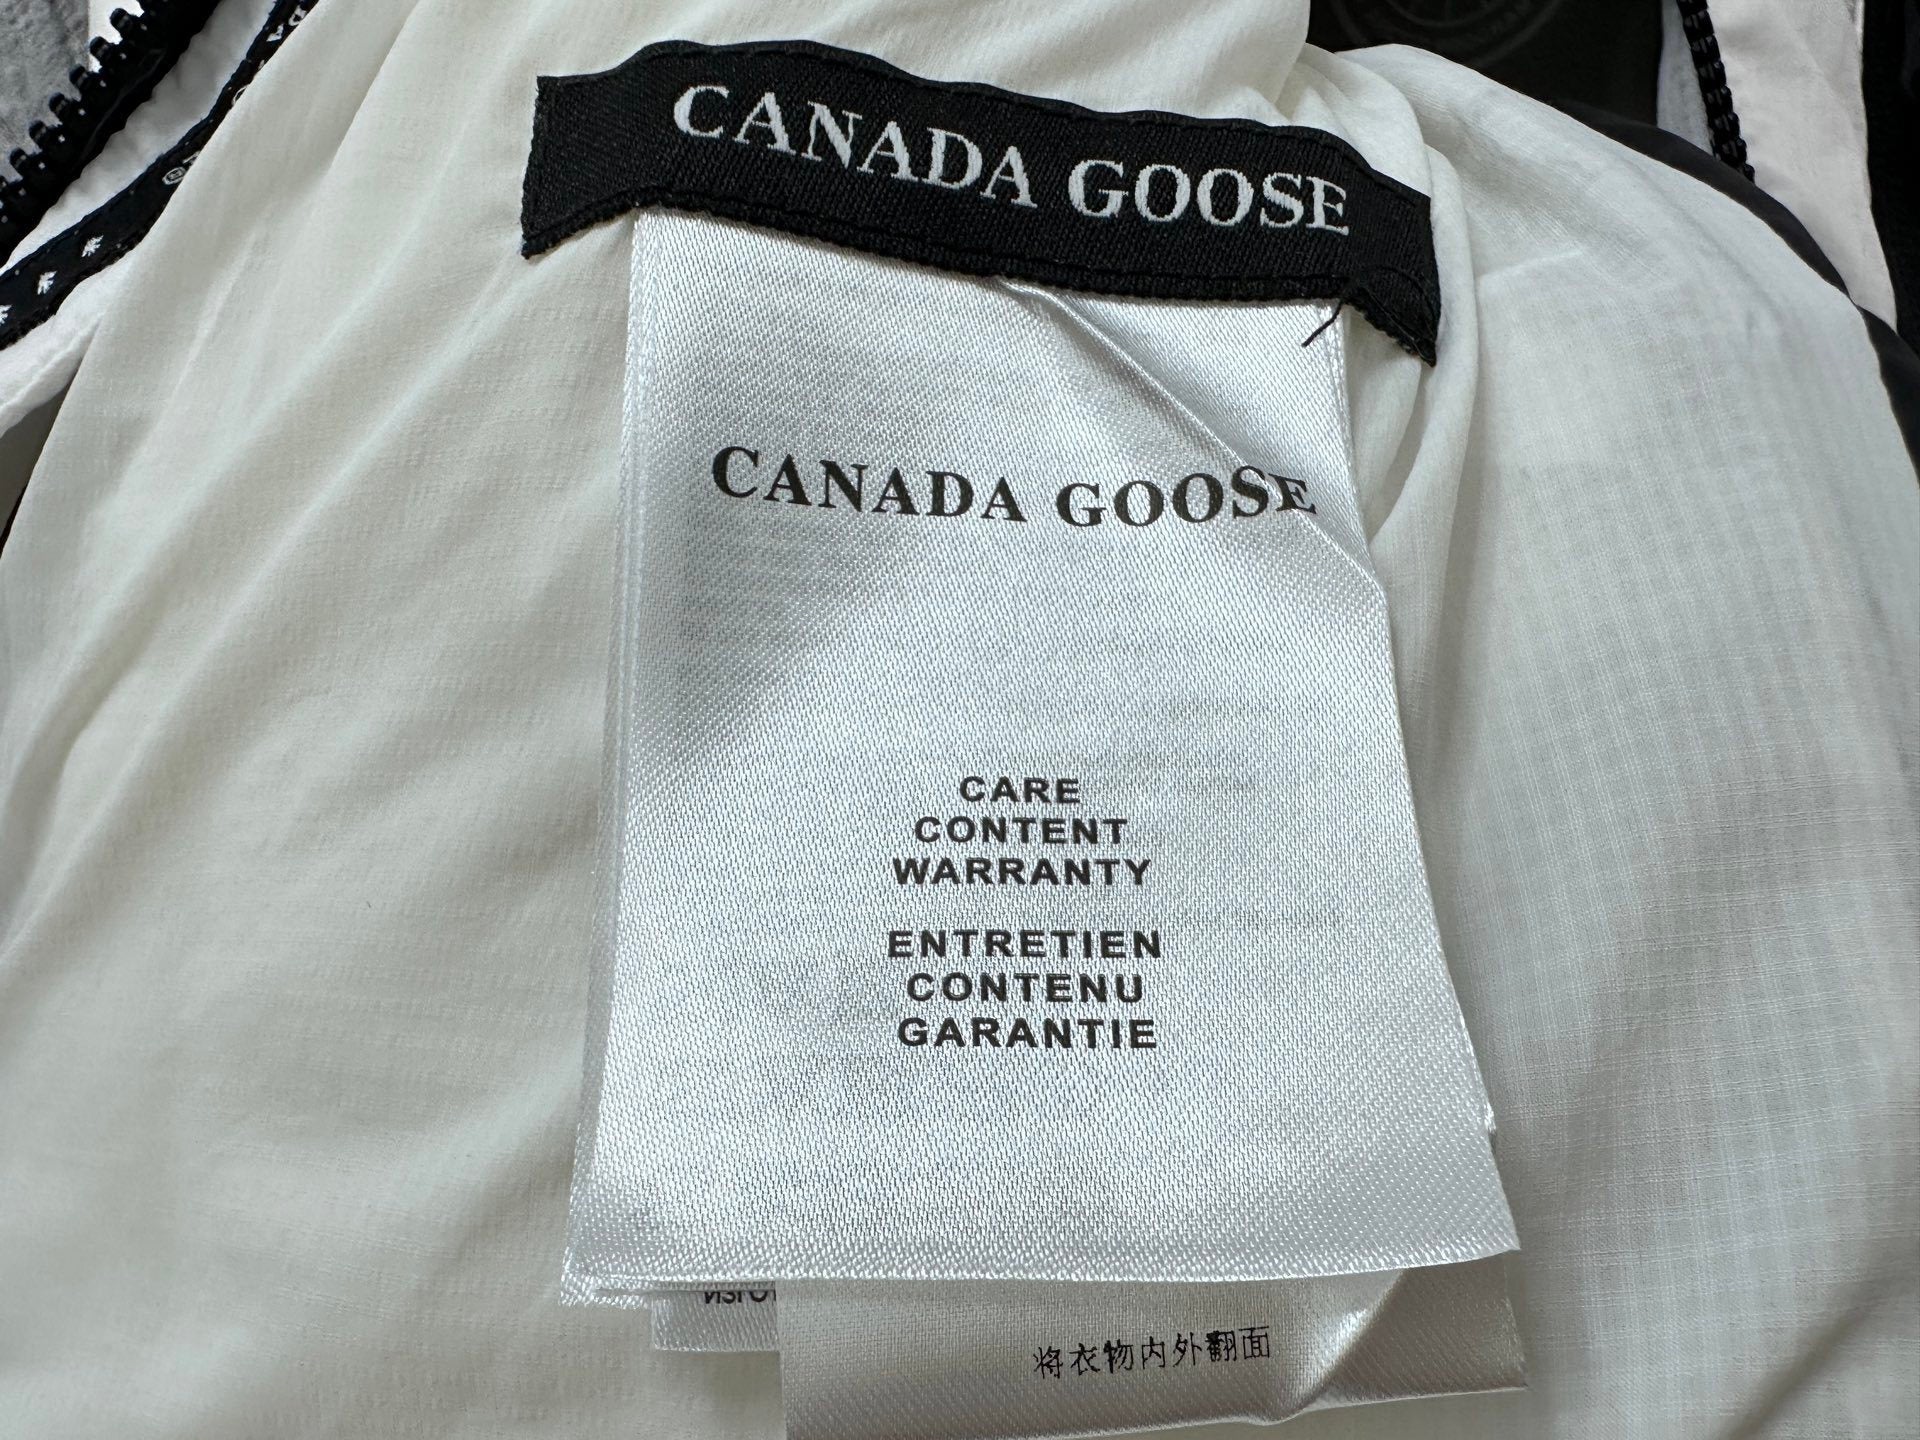 CANADA GOOSE
CANADA GOOSE
CARE
CONTENT
WARRANTY
ENTRETIEN
CONTENU
GARANTIE
将衣物内外翻面